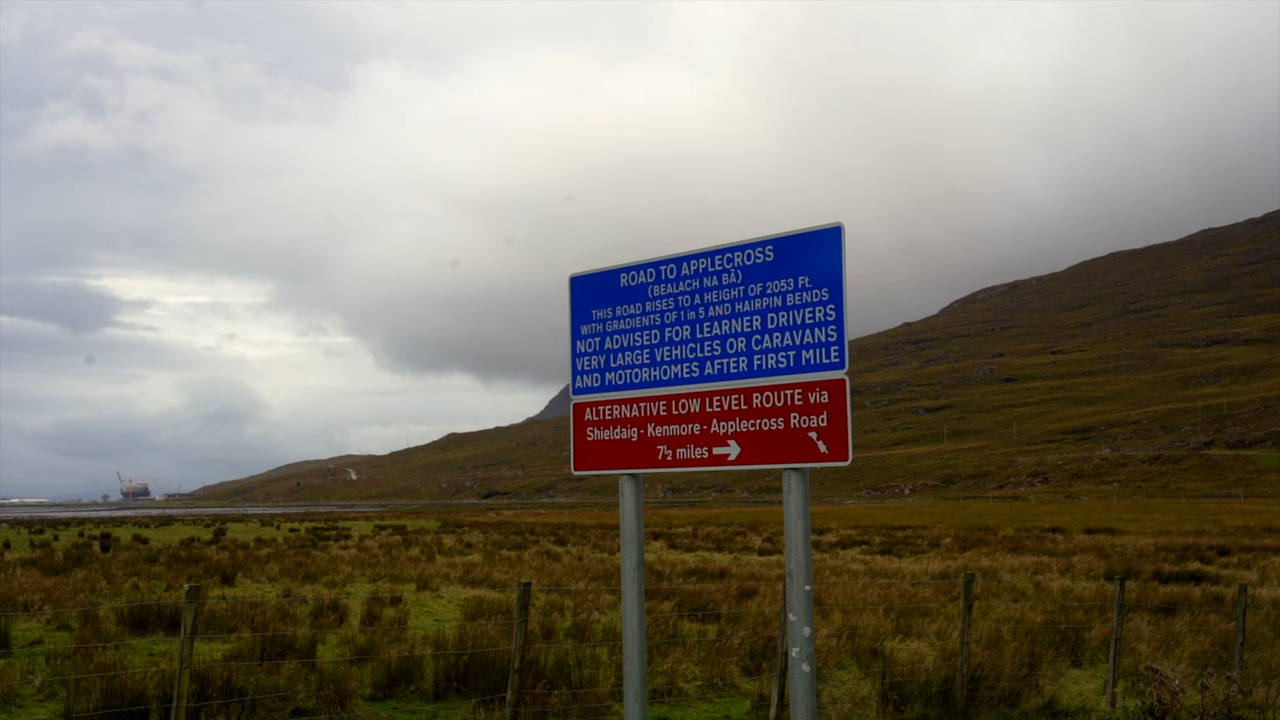 ROAD TO APPLECROSS
(BEALACH NA BÀ)
THIS ROAD RISES TO A HEIGHT OF 2053 Ft.
WITH GRADIENTS OF 1 in 5 AND HAIRPIN BENDS
NOT ADVISED FOR LEARNER DRIVERS
VERY LARGE VEHICLES OR CARAVANS
AND MOTORHOMES AFTER FIRST MILE
ALTERNATIVE LOW LEVEL ROUTE via
Shieldaig - Kenmore - Applecross Road
7½ miles